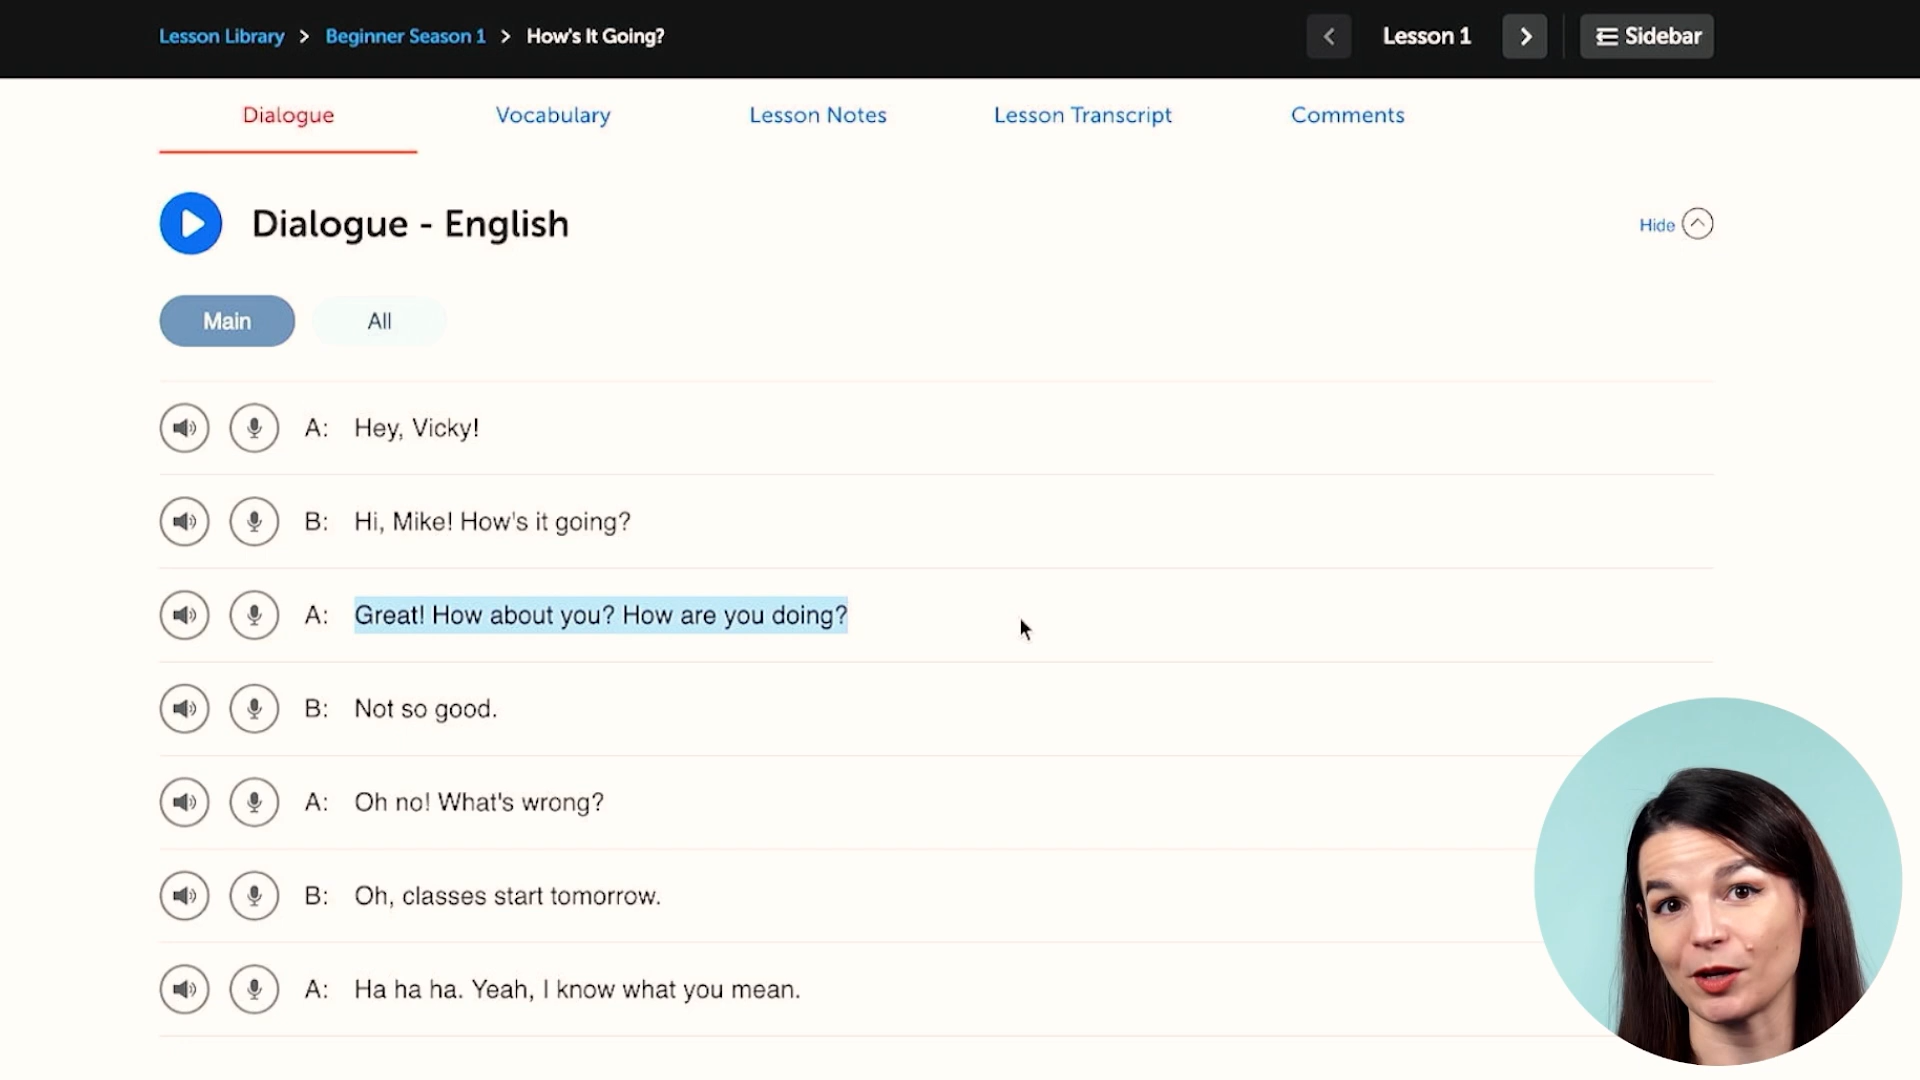 Lesson Library > Beginner Season 1 > How's It Going?
< Lesson 1 > Sidebar
Dialogue Vocabulary Lesson Notes Lesson Transcript Comments
Dialogue - English
Hide
Main All
A: Hey, Vicky!
B: Hi, Mike! How's it going?
A: Great! How about you? How are you doing?
B: Not so good.
A: Oh no! What's wrong?
B: Oh, classes start tomorrow.
A: Ha ha ha. Yeah, I know what you mean.